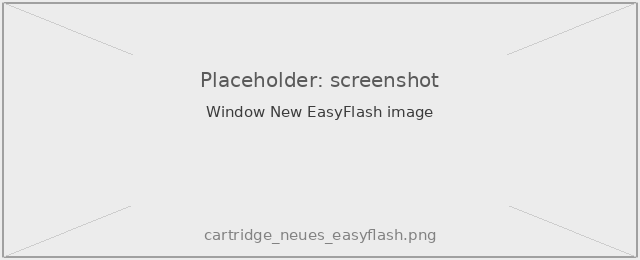 Placeholder: screenshot
Window New EasyFlash image
cartridge_neues_easyflash.png